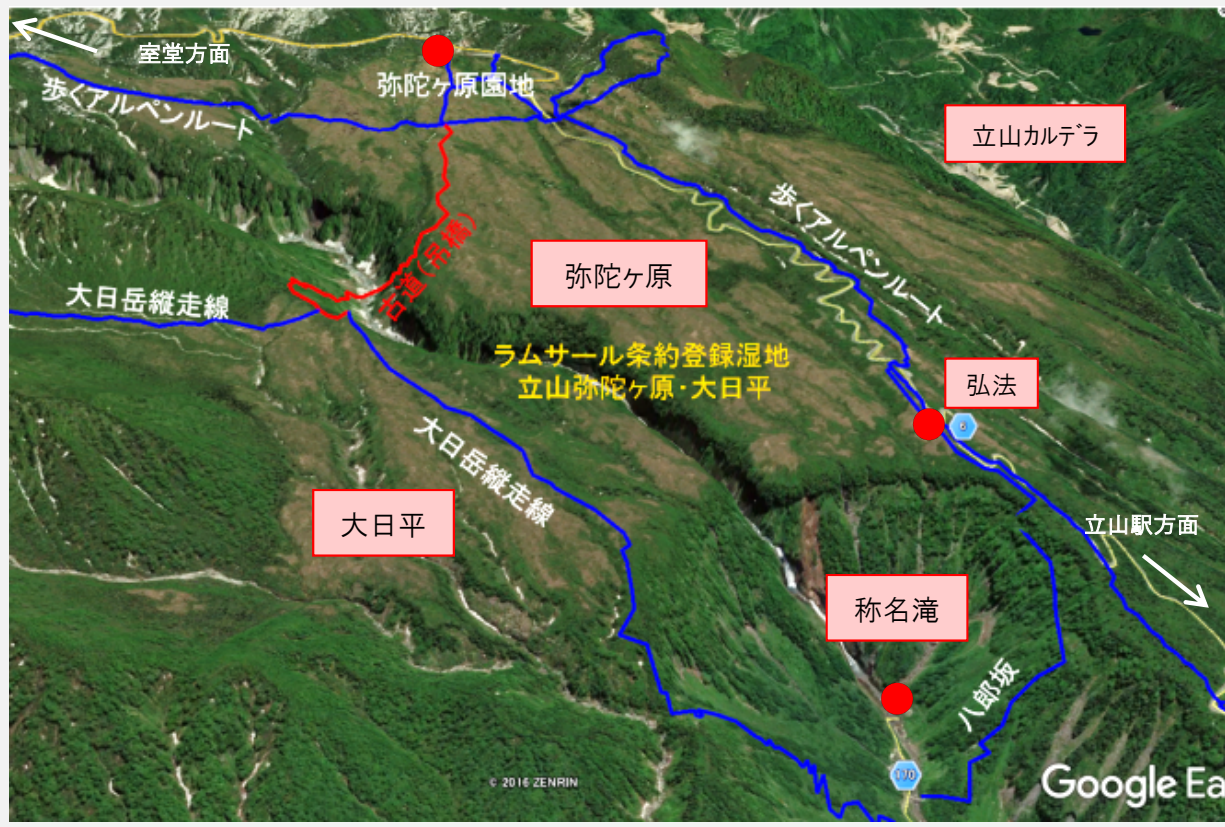 室堂方面
弥陀ヶ原園地
歩くアルペンルート
立山カルデラ
歩くアルペンルート
弥陀ヶ原
古道(吊橋)
大日岳縦走線
ラムサール条約登録湿地
立山弥陀ヶ原・大日平
弘法
6
大日岳縦走線
大日平
立山駅方面
称名滝
八郎坂
170
© 2016 ZENRIN
Google Ea